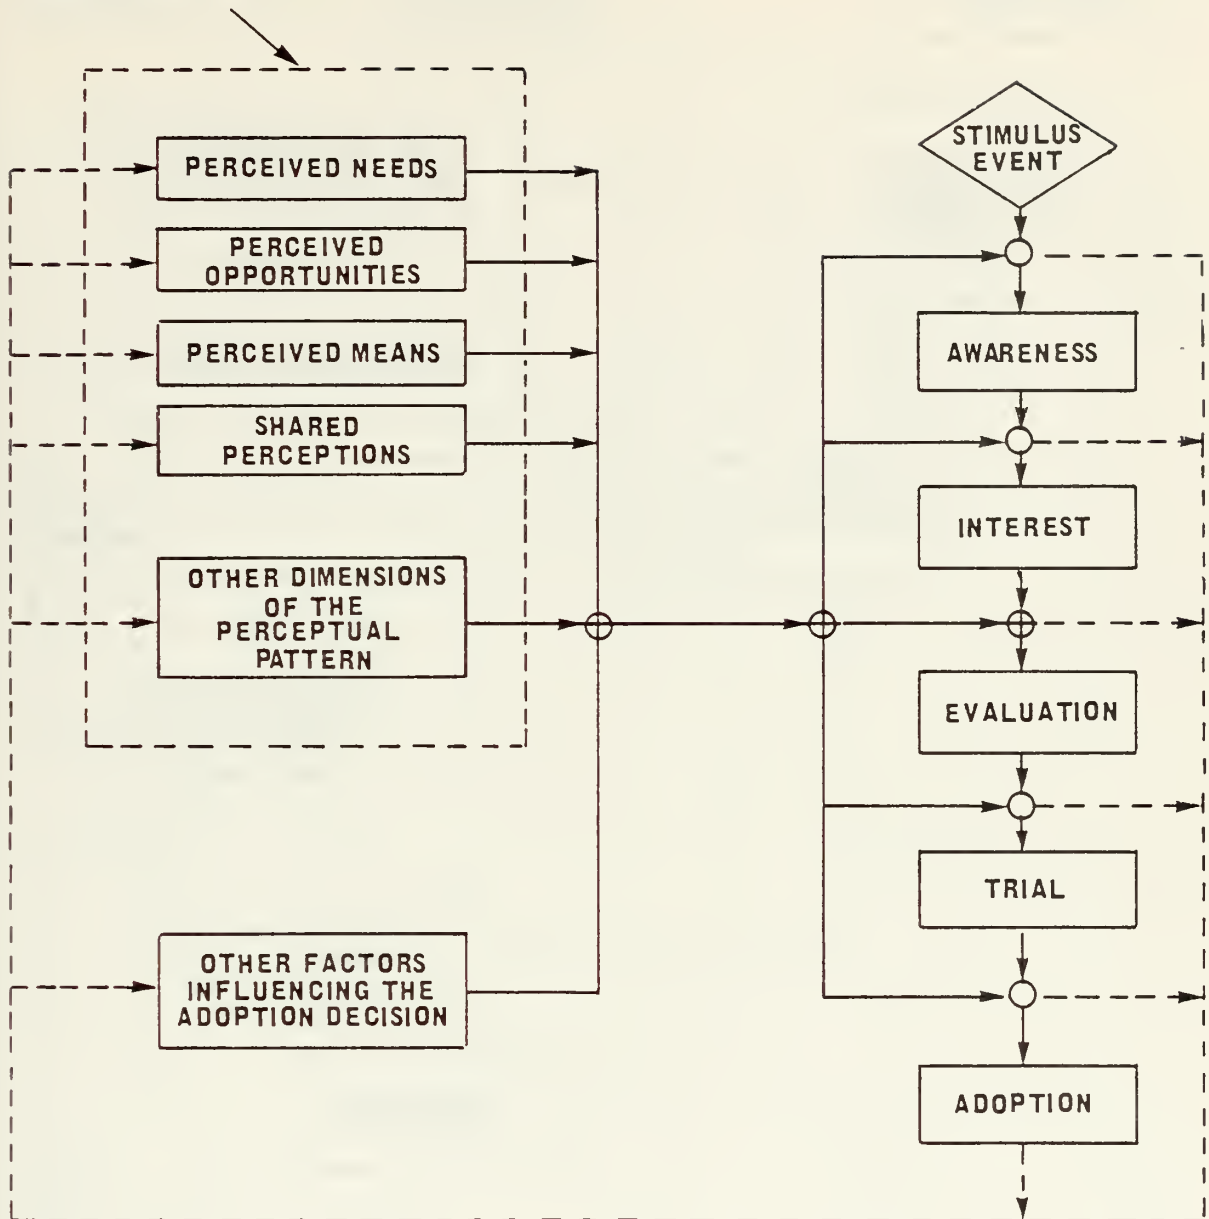 PERCEIVED NEEDS
PERCEIVED
OPPORTUNITIES
PERCEIVED MEANS
SHARED
PERCEPTIONS
OTHER DIMENSIONS
OF THE
PERCEPTUAL
PATTERN
OTHER FACTORS
INFLUENCING THE
ADOPTION DECISION
STIMULUS
EVENT
AWARENESS
INTEREST
EVALUATION
TRIAL
ADOPTION